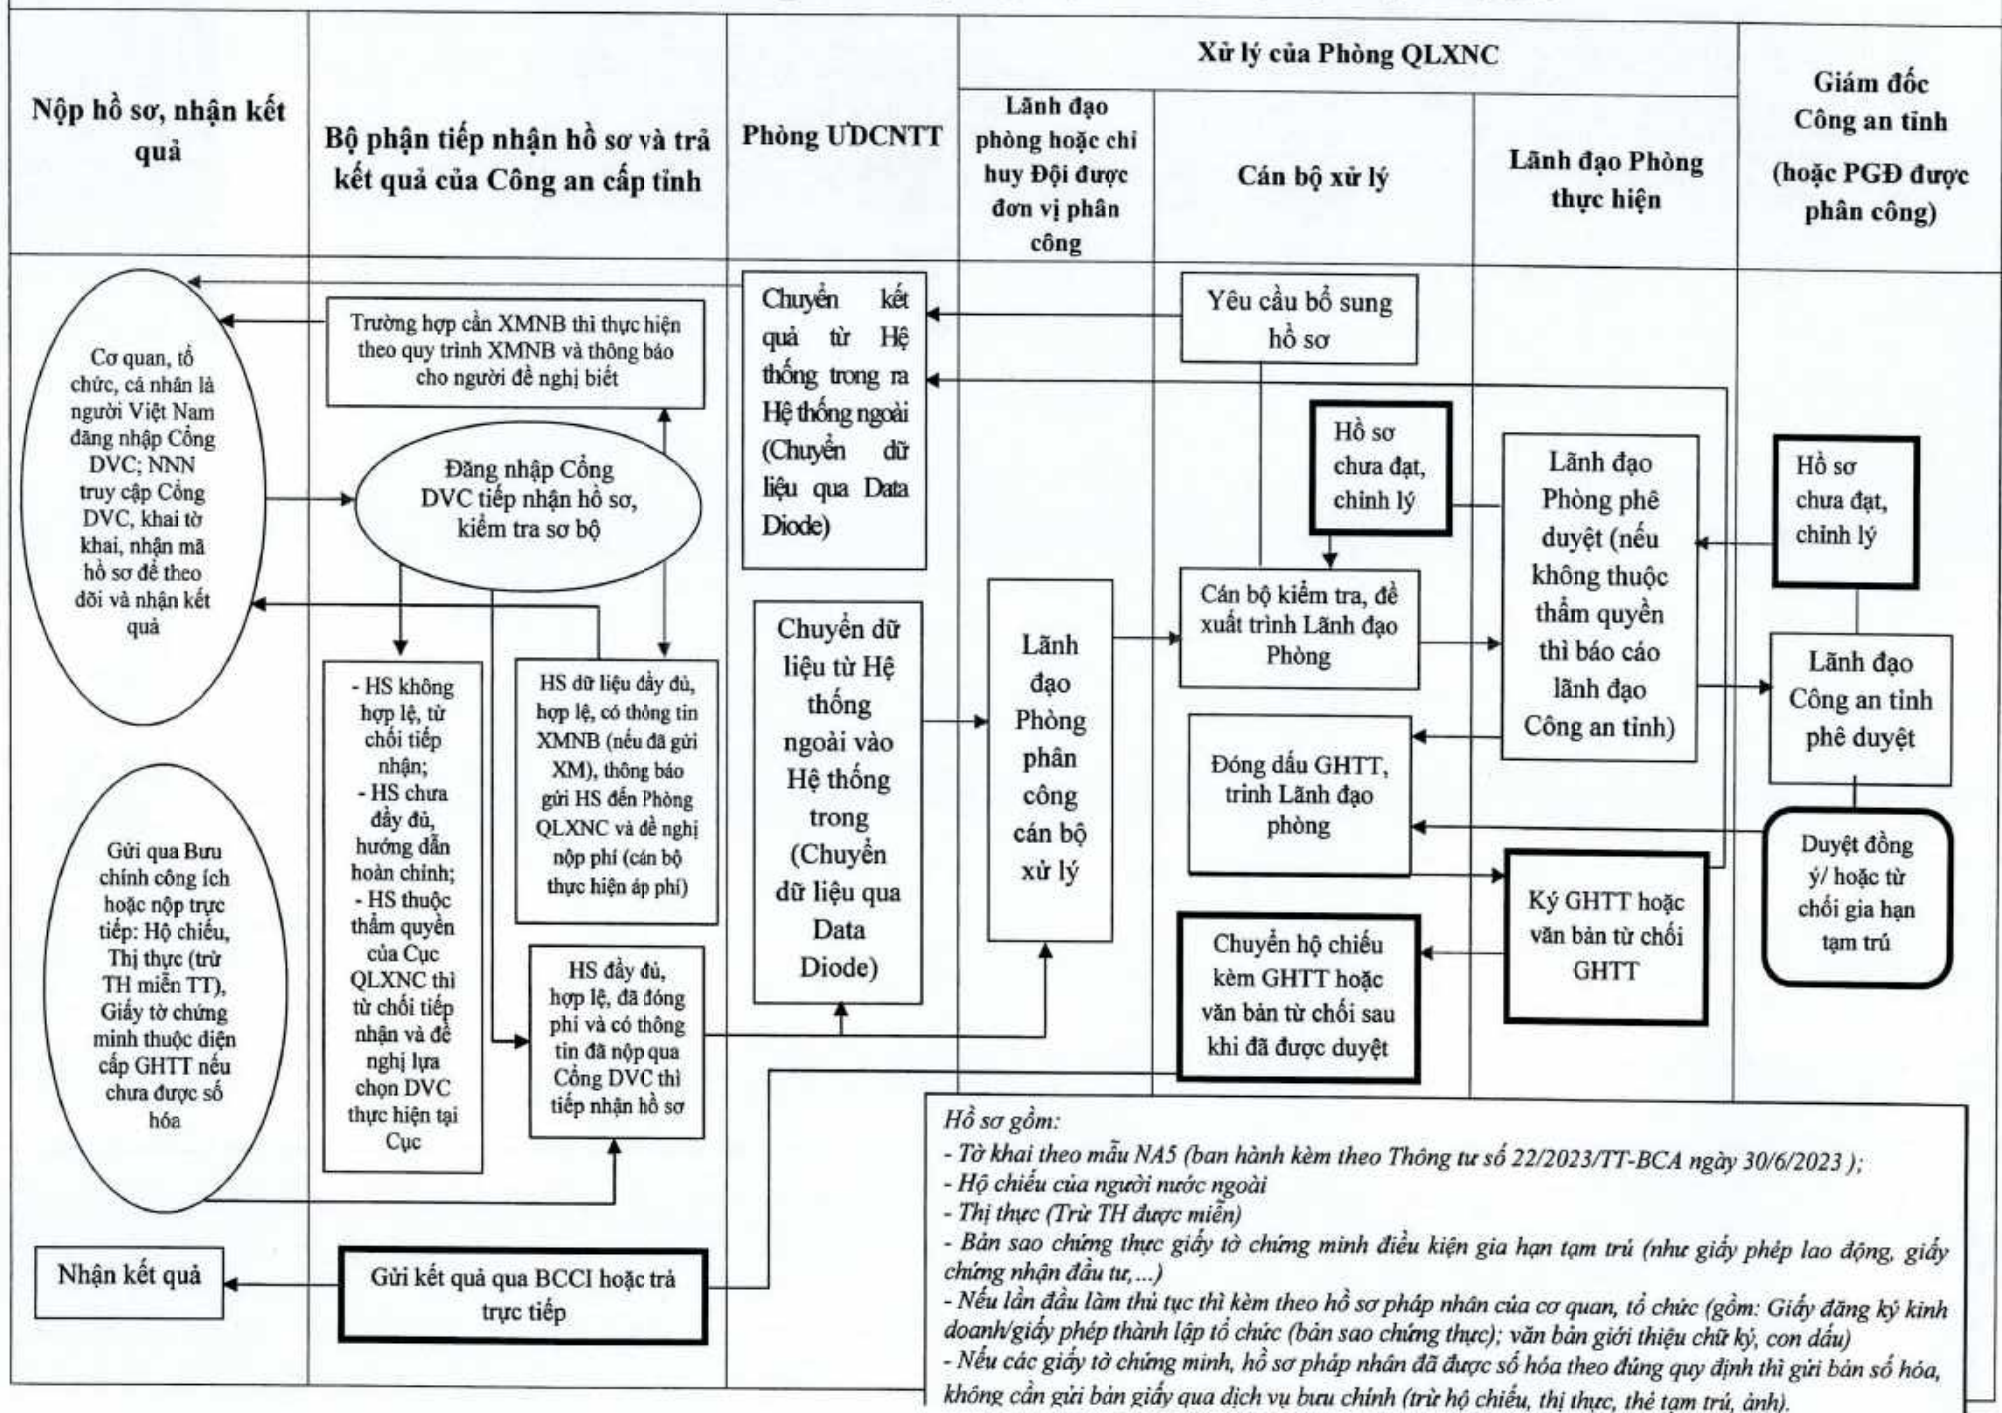 Nộp hồ sơ, nhận kết
quả
Bộ phận tiếp nhận hồ sơ và trả
kết quả của Công an cấp tỉnh
Phòng ƯDCNTT
Xử lý của Phòng QLXNC
Lãnh đạo
phòng hoặc chỉ
huy Đội được
đơn vị phân
công
Cán bộ xử lý
Lãnh đạo Phòng
thực hiện
Giám đốc
Công an tỉnh
(hoặc PGĐ được
phân công)
Cơ quan, tổ
chức, cá nhân là
người Việt Nam
đăng nhập Cổng
DVC; NNN
truy cập Cổng
DVC, khai tờ
khai, nhận mã
hồ sơ để theo
dõi và nhận kết
quả
Trường hợp cần XMNB thì thực hiện
theo quy trình XMNB và thông báo
cho người đề nghị biết
Đăng nhập Cổng
DVC tiếp nhận hồ sơ,
kiểm tra sơ bộ
- HS không
hợp lệ, từ
chối tiếp
nhận;
- HS chưa
đầy đủ,
hướng dẫn
hoàn chỉnh;
- HS thuộc
thẩm quyền
của Cục
QLXNC thì
từ chối tiếp
nhận và đề
nghị lựa
chọn DVC
thực hiện tại
Cục
HS dữ liệu đầy đủ,
hợp lệ, có thông tin
XMNB (nếu đã gửi
XM), thông báo
gửi HS đến Phòng
QLXNC và đề nghị
nộp phí (cán bộ
thực hiện áp phí)
HS đầy đủ,
hợp lệ, đã đóng
phí và có thông
tin đã nộp qua
Cổng DVC thì
tiếp nhận hồ sơ
Gửi qua Bưu
chính công ích
hoặc nộp trực
tiếp: Hộ chiếu,
Thị thực (trừ
TH miễn TT),
Giấy tờ chứng
minh thuộc diện
cấp GHTT nếu
chưa được số
hóa
Nhận kết quả
Gửi kết quả qua BCCI hoặc trả
trực tiếp
Chuyển kết
quả từ Hệ
thống trong ra
Hệ thống ngoài
(Chuyển dữ
liệu qua Data
Diode)
Chuyển dữ
liệu từ Hệ
thống
ngoài vào
Hệ thống
trong
(Chuyển
dữ liệu qua
Data
Diode)
Lãnh
đạo
Phòng
phân
công
cán bộ
xử lý
Yêu cầu bổ sung
hồ sơ
Hồ sơ
chưa đạt,
chỉnh lý
Cán bộ kiểm tra, đề
xuất trình Lãnh đạo
Phòng
Đóng dấu GHTT,
trình Lãnh đạo
phòng
Chuyển hộ chiếu
kèm GHTT hoặc
văn bản từ chối sau
khi đã được duyệt
Lãnh đạo
Phòng phê
duyệt (nếu
không thuộc
thẩm quyền
thì báo cáo
lãnh đạo
Công an tỉnh)
Ký GHTT hoặc
văn bản từ chối
GHTT
Hồ sơ
chưa đạt,
chỉnh lý
Lãnh đạo
Công an tỉnh
phê duyệt
Duyệt đồng
ý/ hoặc từ
chối gia hạn
tạm trú
Hồ sơ gồm:
- Tờ khai theo mẫu NA5 (ban hành kèm theo Thông tư số 22/2023/TT-BCA ngày 30/6/2023 );
- Hộ chiếu của người nước ngoài
- Thị thực (Trừ TH được miễn)
- Bản sao chứng thực giấy tờ chứng minh điều kiện gia hạn tạm trú (như giấy phép lao động, giấy
chứng nhận đầu tư,...)
- Nếu lần đầu làm thủ tục thì kèm theo hồ sơ pháp nhân của cơ quan, tổ chức (gồm: Giấy đăng ký kinh
doanh/giấy phép thành lập tổ chức (bản sao chứng thực); văn bản giới thiệu chữ ký, con dấu)
- Nếu các giấy tờ chứng minh, hồ sơ pháp nhân đã được số hóa theo đúng quy định thì gửi bản số hóa,
không cần gửi bản giấy qua dịch vụ bưu chính (trừ hộ chiếu, thị thực, thẻ tạm trú, ảnh).